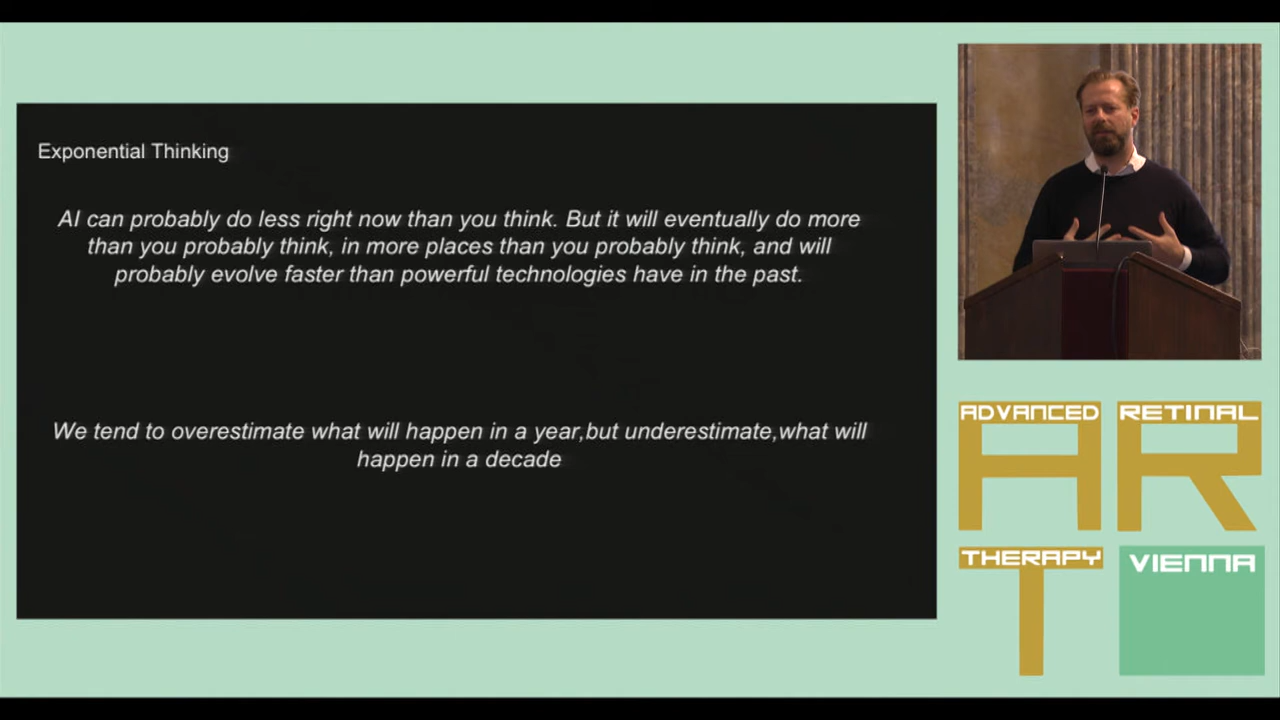 Exponential Thinking
AI can probably do less right now than you think. But it will eventually do more
than you probably think, in more places than you probably think, and will
probably evolve faster than powerful technologies have in the past.
We tend to overestimate what will happen in a year,but underestimate,what will
happen in a decade
ADVANCED
RETINAL
A
R
THERAPY
VIENNA
T